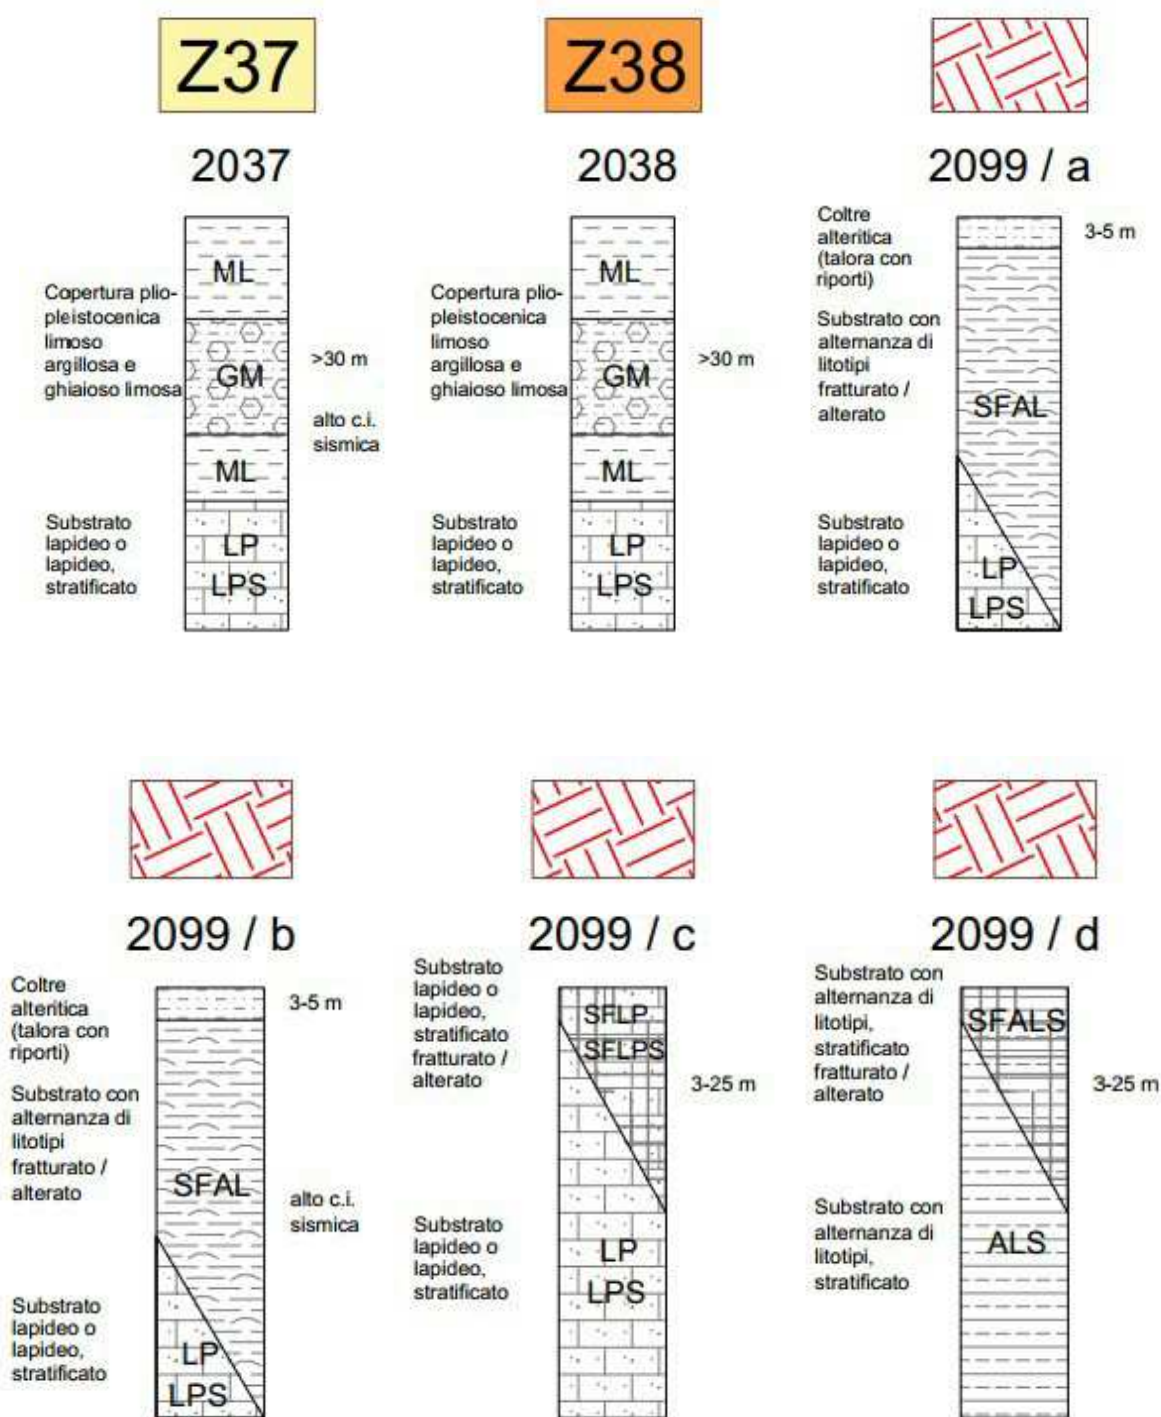 Z37
2037
Copertura plio-
pleistocenica
limoso
argillosa e
ghiaioso limosa
ML
GM
ML
>30 m
alto c.i.
sismica
Substrato
lapideo o
lapideo,
stratificato
LP
LPS
Z38
2038
Copertura plio-
pleistocenica
limoso
argillosa e
ghiaioso limosa
ML
GM
ML
>30 m
Substrato
lapideo o
lapideo,
stratificato
LP
LPS
2099 / a
Coltre
alteritica
(talora con
riporti)
3-5 m
Substrato con
alternanza di
litotipi
fratturato /
alterato
SFAL
Substrato
lapideo o
lapideo,
stratificato
LP
LPS
2099 / b
Coltre
alteritica
(talora con
riporti)
3-5 m
Substrato con
alternanza di
litotipi
fratturato /
alterato
SFAL
alto c.i.
sismica
Substrato
lapideo o
lapideo,
stratificato
LP
LPS
2099 / c
Substrato
lapideo o
lapideo,
stratificato
fratturato /
alterato
SFLP
SFLPS
3-25 m
Substrato
lapideo o
lapideo,
stratificato
LP
LPS
2099 / d
Substrato con
alternanza di
litotipi,
stratificato
fratturato /
alterato
SFALS
3-25 m
Substrato con
alternanza di
litotipi,
stratificato
ALS